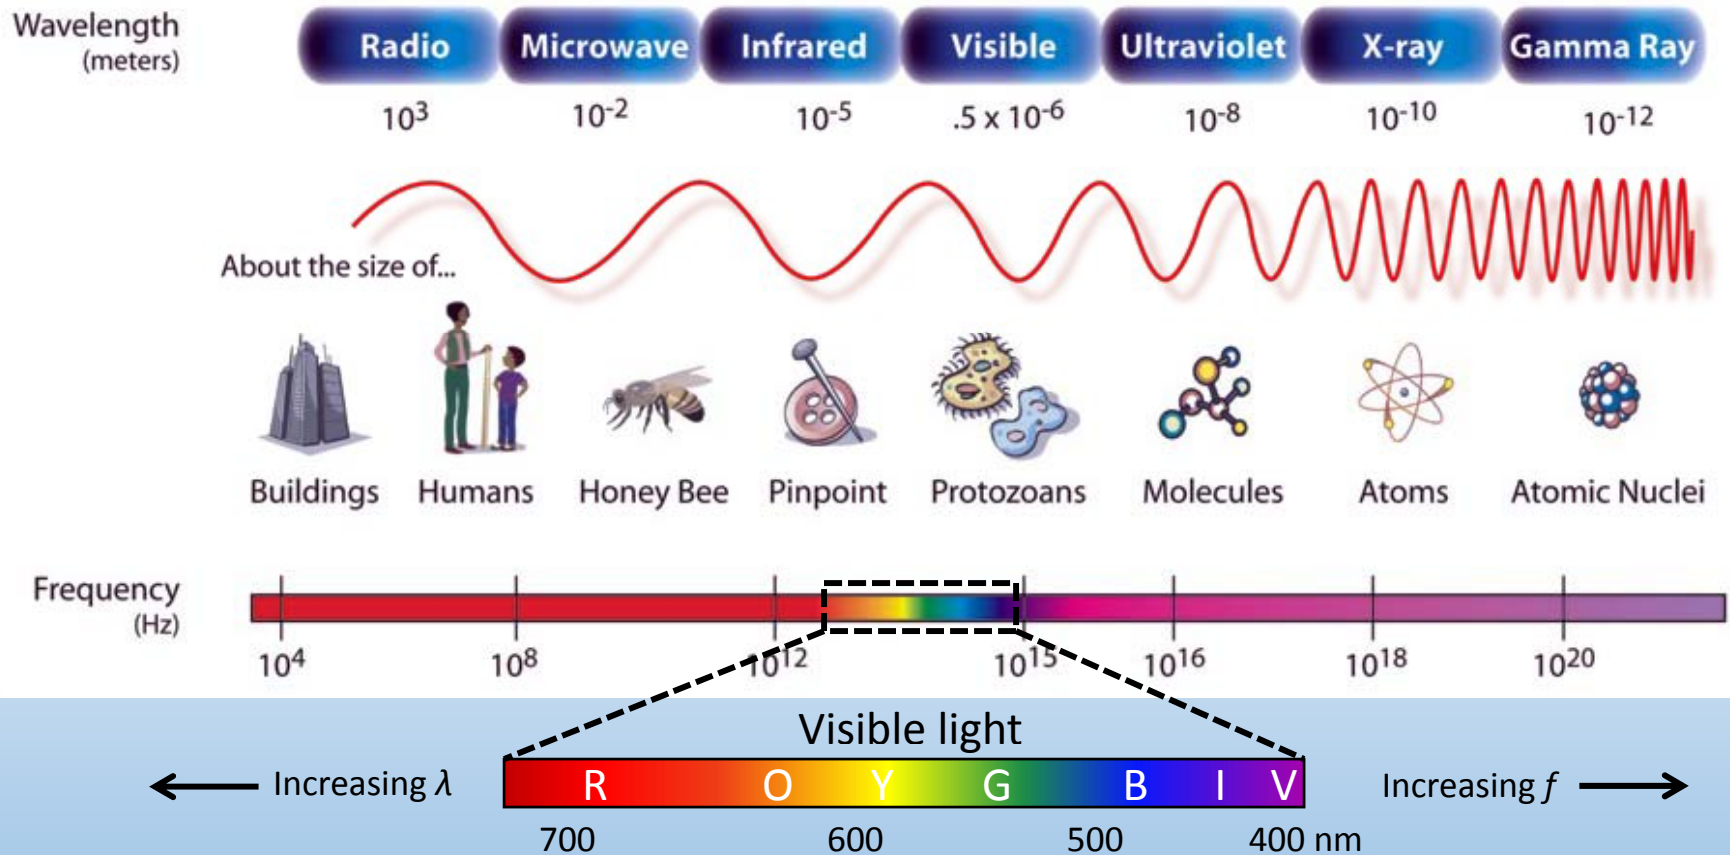 Wavelength
(meters)
Radio Microwave Infrared Visible Ultraviolet X-ray Gamma Ray
10³ 10⁻² 10⁻⁵ .5 x 10⁻⁶ 10⁻⁸ 10⁻¹⁰ 10⁻¹²
About the size of...
Buildings Humans Honey Bee Pinpoint Protozoans Molecules Atoms Atomic Nuclei
Frequency
(Hz)
10⁴ 10⁸ 10¹² 10¹⁵ 10¹⁶ 10¹⁸ 10²⁰
Visible light
Increasing λ R O Y G B I V Increasing f
700 600 500 400 nm